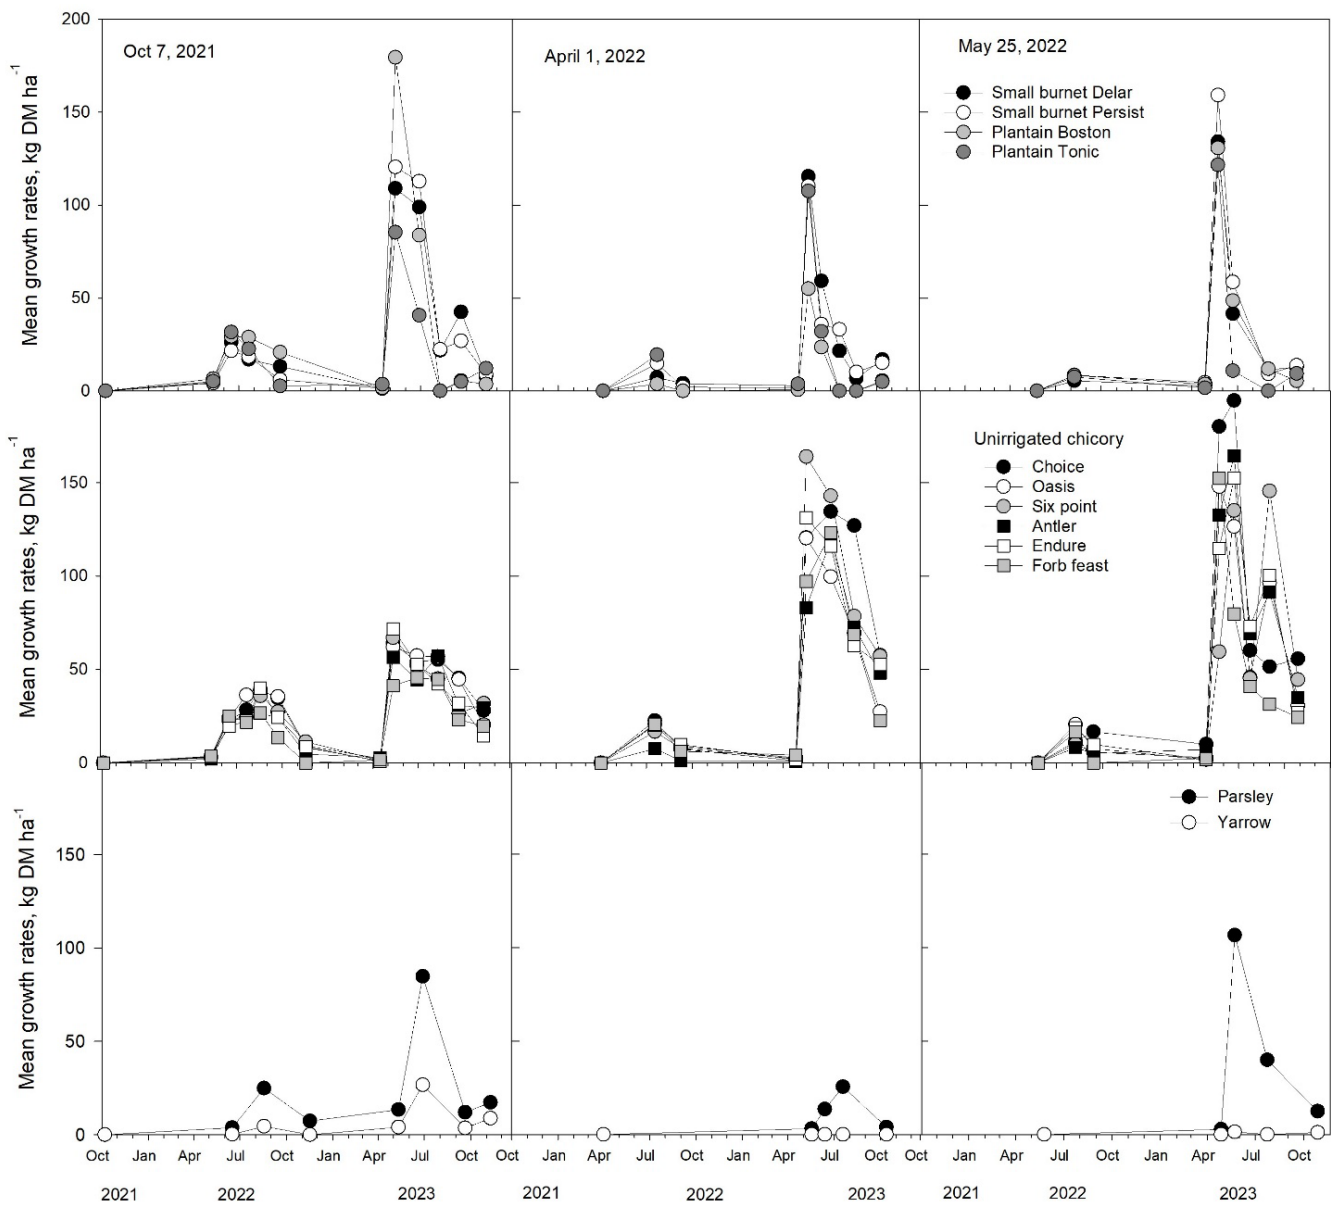 Mean growth rates, kg DM ha-1
200
150
100
50
0
Oct 7, 2021
April 1, 2022
May 25, 2022
Small burnet Delar
Small burnet Persist
Plantain Boston
Plantain Tonic
Mean growth rates, kg DM ha-1
150
100
50
0
Unirrigated chicory
Choice
Oasis
Six point
Antler
Endure
Forb feast
Mean growth rates, kg DM ha-1
150
100
50
0
Parsley
Yarrow
Oct Jan Apr Jul Oct Jan Apr Jul Oct Jan Apr Jul Oct Jan Apr Jul Oct Jan Apr Jul Oct Jan Apr Jul Oct
2021 2022 2023 2021 2022 2023 2021 2022 2023